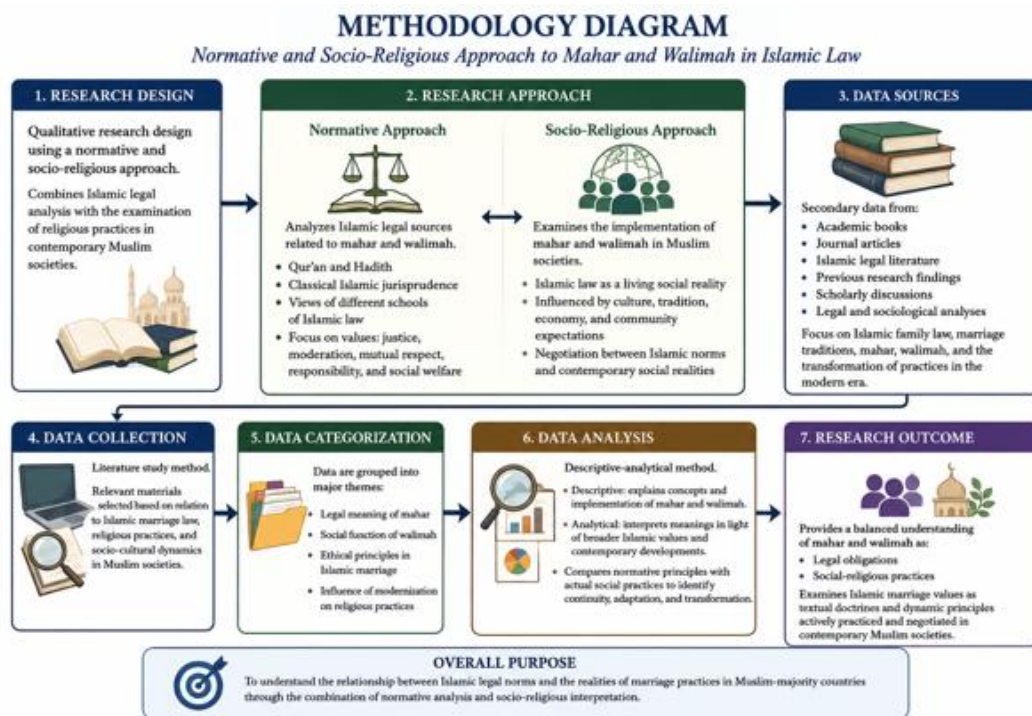 METHODOLOGY DIAGRAM
Normative and Socio-Religious Approach to Mahar and Walimah in Islamic Law
1. RESEARCH DESIGN
Qualitative research design
using a normative and
socio-religious approach.
Combines Islamic legal
analysis with the examination
of religious practices in
contemporary Muslim
societies.
2. RESEARCH APPROACH
Normative Approach
Analyzes Islamic legal sources
related to mahar and walimah.
• Qur'an and Hadith
• Classical Islamic jurisprudence
• Views of different schools
of Islamic law
• Focus on values: justice,
moderation, mutual respect,
responsibility, and social welfare
Socio-Religious Approach
Examines the implementation of
mahar and walimah in Muslim
societies.
• Islamic law as a living social reality
• Influenced by culture, tradition,
economy, and community
expectations
• Negotiation between Islamic norms
and contemporary social realities
3. DATA SOURCES
Secondary data from:
• Academic books
• Journal articles
• Islamic legal literature
• Previous research findings
• Scholarly discussions
• Legal and sociological analyses
Focus on Islamic family law, marriage
traditions, mahar, walimah, and the
transformation of practices in the
modern era.
4. DATA COLLECTION
Literature study method.
Relevant materials
selected based on relation
to Islamic marriage law,
religious practices, and
socio-cultural dynamics
in Muslim societies.
5. DATA CATEGORIZATION
Data are grouped into
major themes:
• Legal meaning of mahar
• Social function of walimah
• Ethical principles in
Islamic marriage
• Influence of modernization
on religious practices
6. DATA ANALYSIS
Descriptive-analytical method.
• Descriptive: explains concepts and
implementation of mahar and walimah.
• Analytical: interprets meanings in light
of broader Islamic values and
contemporary developments.
• Compares normative principles with
actual social practices to identify
continuity, adaptation, and transformation.
7. RESEARCH OUTCOME
Provides a balanced understanding
of mahar and walimah as:
• Legal obligations
• Social-religious practices
Examines Islamic marriage values as
textual doctrines and dynamic principles
actively practiced and negotiated in
contemporary Muslim societies.
OVERALL PURPOSE
To understand the relationship between Islamic legal norms and the realities of marriage practices in Muslim-majority countries
through the combination of normative analysis and socio-religious interpretation.